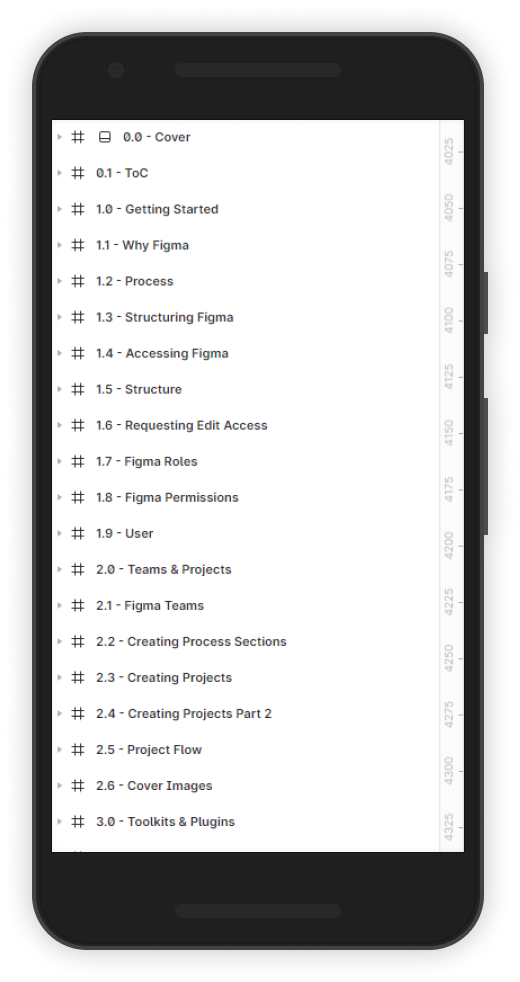 0.0 - Cover
0.1 - ToC
1.0 - Getting Started
1.1 - Why Figma
1.2 - Process
1.3 - Structuring Figma
1.4 - Accessing Figma
1.5 - Structure
1.6 - Requesting Edit Access
1.7 - Figma Roles
1.8 - Figma Permissions
1.9 - User
2.0 - Teams & Projects
2.1 - Figma Teams
2.2 - Creating Process Sections
2.3 - Creating Projects
2.4 - Creating Projects Part 2
2.5 - Project Flow
2.6 - Cover Images
3.0 - Toolkits & Plugins
4025
4050
4075
4100
4125
4150
4175
4200
4225
4250
4275
4300
4325